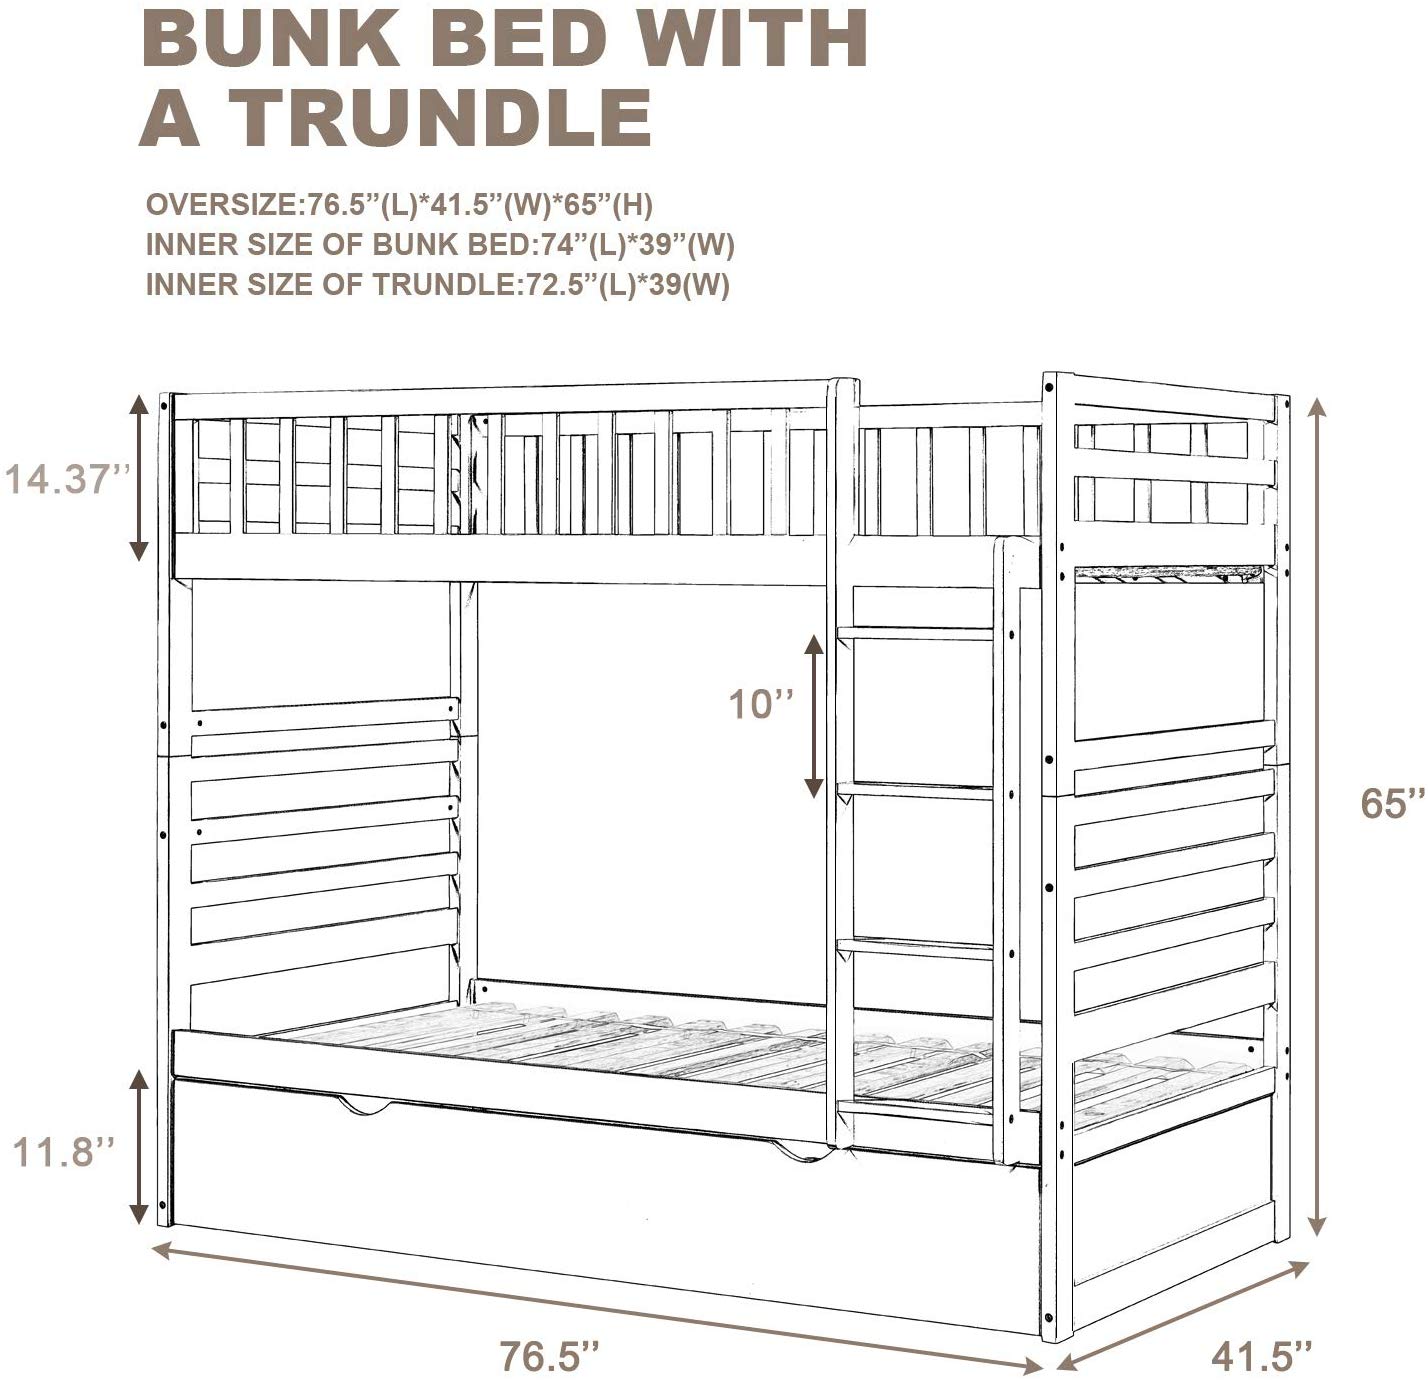 BUNK BED WITH
A TRUNDLE
OVERSIZE:76.5”(L)*41.5”(W)*65”(H)
INNER SIZE OF BUNK BED:74”(L)*39”(W)
INNER SIZE OF TRUNDLE:72.5”(L)*39(W)
14.37’’
10’’
65’’
11.8’’
76.5’’
41.5’’